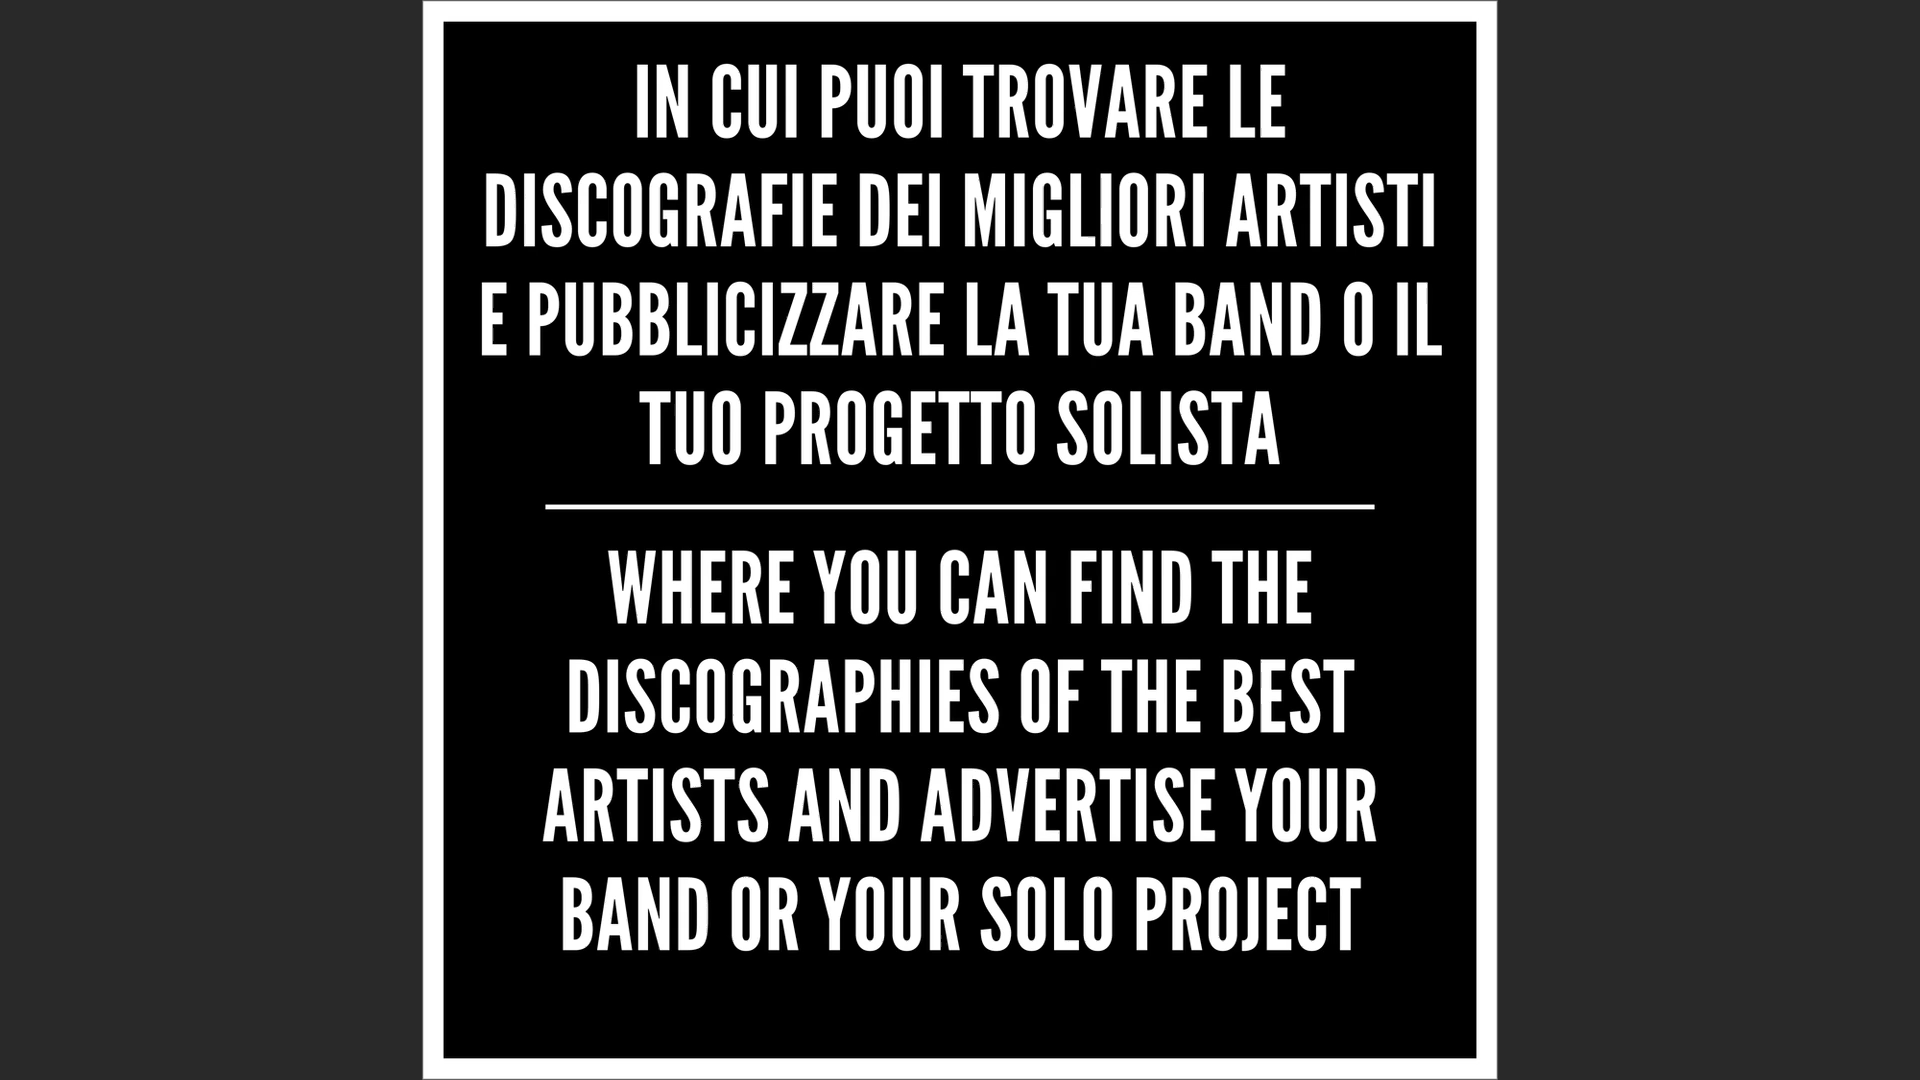 IN CUI PUOI TROVARE LE
DISCOGRAFIE DEI MIGLIORI ARTISTI
E PUBBLICIZZARE LA TUA BAND O IL
TUO PROGETTO SOLISTA
WHERE YOU CAN FIND THE
DISCOGRAPHIES OF THE BEST
ARTISTS AND ADVERTISE YOUR
BAND OR YOUR SOLO PROJECT